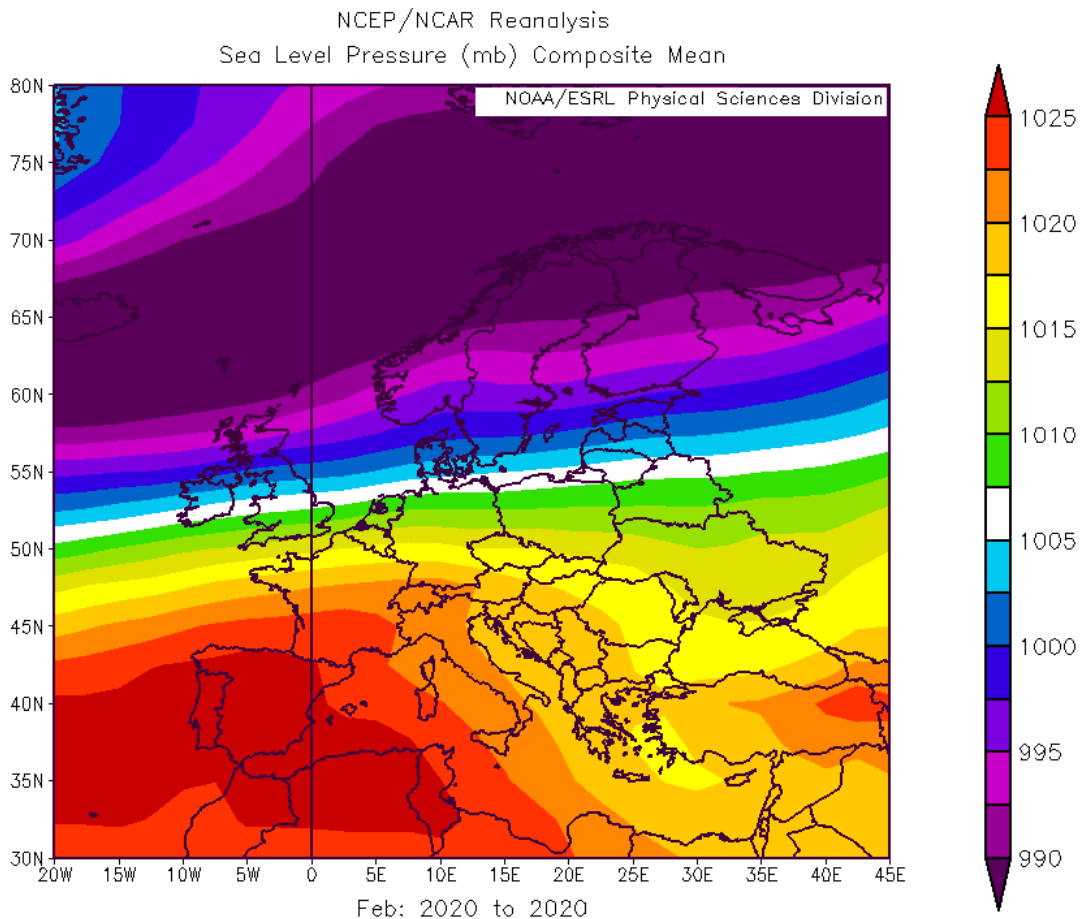 NCEP/NCAR Reanalysis
Sea Level Pressure (mb) Composite Mean
NOAA/ESRL Physical Sciences Division
80N
75N
70N
65N
60N
55N
50N
45N
40N
35N
30N
20W 15W 10W 5W 0 5E 10E 15E 20E 25E 30E 35E 40E 45E
Feb: 2020 to 2020
1025
1020
1015
1010
1005
1000
995
990